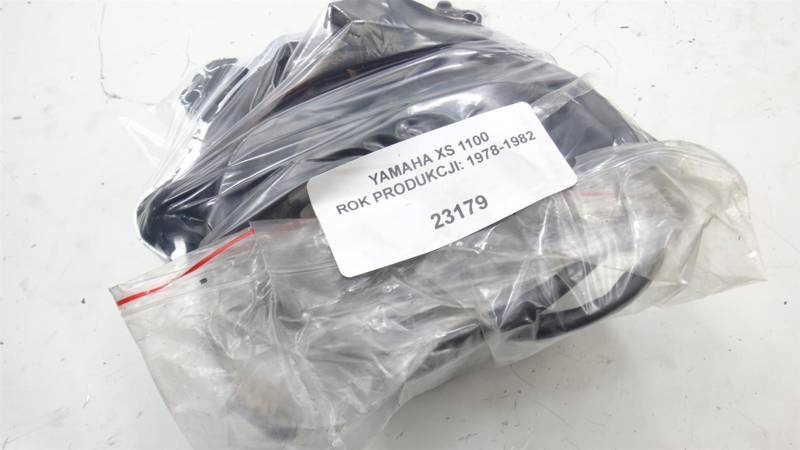 YAMAHA XS 1100
ROK PRODUKCJI: 1978-1982
23179